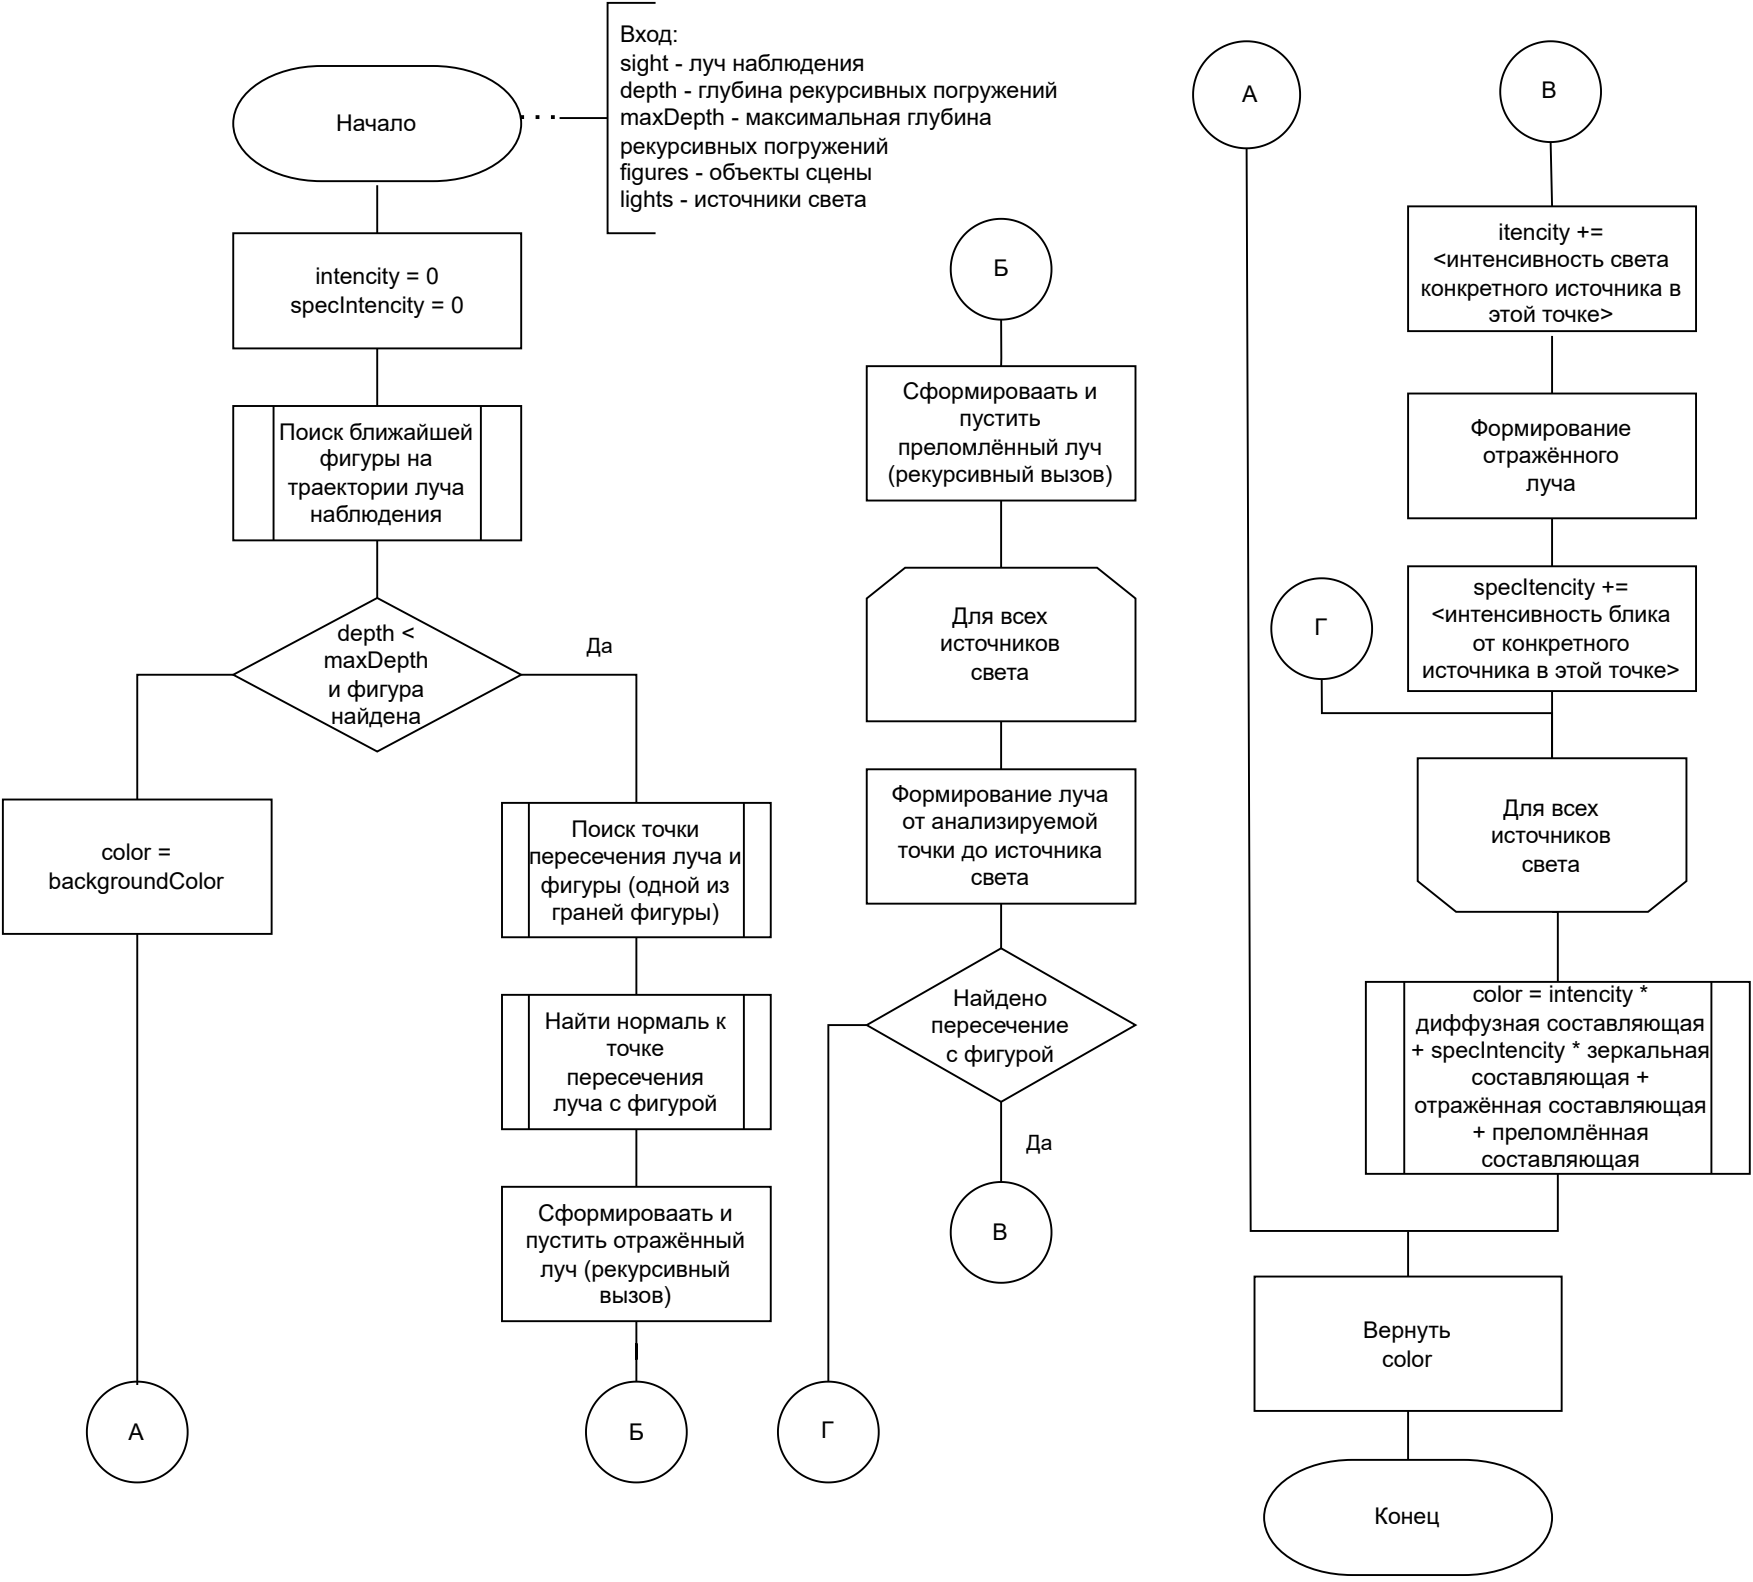 Начало
Вход:
sight - луч наблюдения
depth - глубина рекурсивных погружений
maxDepth - максимальная глубина
рекурсивных погружений
figures - объекты сцены
lights - источники света
intencity = 0
specIntencity = 0
Поиск ближайшей
фигуры на
траектории луча
наблюдения
depth <
maxDepth
и фигура
найдена
Да
color =
backgroundColor
А
Поиск точки
пересечения луча и
фигуры (одной из
граней фигуры)
Найти нормаль к
точке
пересечения
луча с фигурой
Сформироваать и
пустить отражённый
луч (рекурсивный
вызов)
Б
Б
Сформироваать и
пустить
преломлённый луч
(рекурсивный вызов)
Для всех
источников
света
Формирование луча
от анализируемой
точки до источника
света
Найдено
пересечение
с фигурой
Да
В
Г
А
В
itencity +=
<интенсивность света
конкретного источника в
этой точке>
Формирование
отражённого
луча
specItencity +=
<интенсивность блика
от конкретного
источника в этой точке>
Г
Для всех
источников
света
color = intencity *
диффузная составляющая
+ specIntencity * зеркальная
составляющая +
отражённая составляющая
+ преломлённая
составляющая
Вернуть
color
Конец